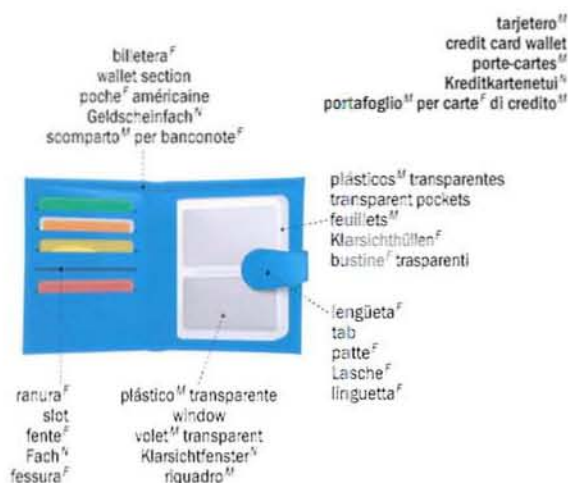 tarjetero^M
credit card wallet
porte-cartes^M
Kreditkartenetui^N
portafoglio^M per carte^F di credito^M
billetera^F
wallet section
poche^F américaine
Geldscheinfach^N
scomparto^M per banconote^F
plásticos^M transparentes
transparent pockets
feuillets^M
Klarsichthüllen^F
bustine^F trasparenti
lengüeta^F
tab
patte^F
Lasche^F
linguetta^F
ranura^F
slot
fente^F
Fach^N
fessura^F
plástico^M transparente
window
volet^M transparent
Klarsichtfenster^N
riquadro^M